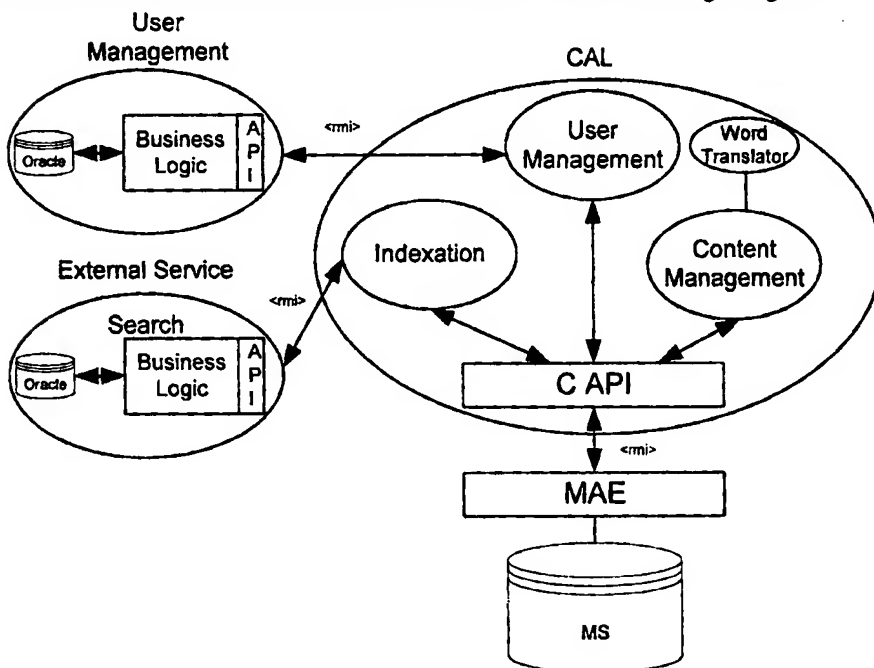 User
Management
Oracle
Business
Logic
A
P
I
<rmi>
CAL
User
Management
Word
Translator
Indexation
Content
Management
External Service
Search
Oracle
Business
Logic
A
P
I
<rmi>
C API
<rmi>
MAE
MS